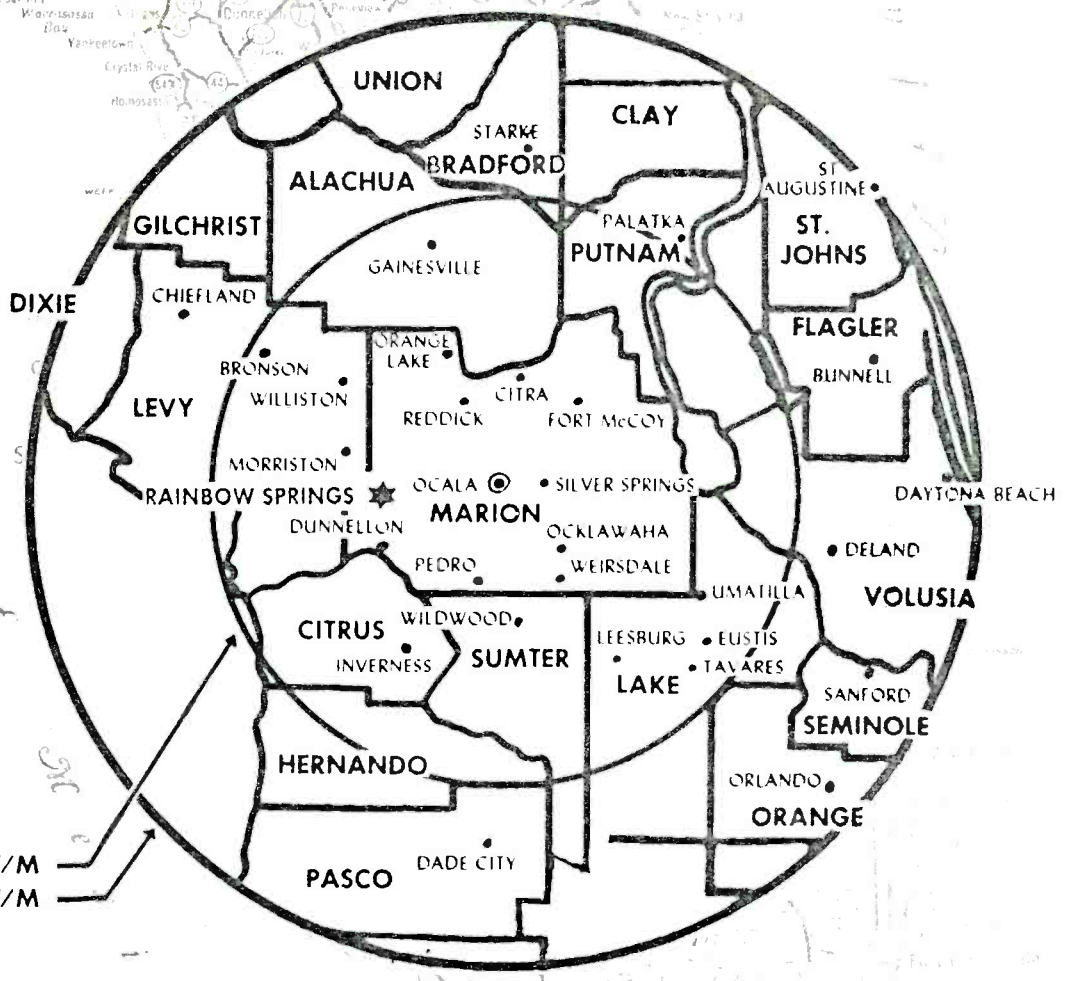 Yankeetown
Crystal Rive
UNION
CLAY
STARKE
BRADFORD
ALACHUA
ST
AUGUSTINE
GILCHRIST
PALATKA
PUTNAM
ST.
JOHNS
GAINESVILLE
DIXIE
CHIEFLAND
FLAGLER
ORANGE
LAKE
BRONSON
BUNNELL
WILLISTON
CITRA
LEVY
REDDICK
FORT McCOY
MORRISTON
RAINBOW SPRINGS
OCALA
SILVER SPRINGS
DAYTONA BEACH
MARION
DUNNELLON
OCKLAWAHA
DELAND
PEDRO
WEIRSDALE
UMATILLA
VOLUSIA
WILDWOOD
CITRUS
LEESBURG
EUSTIS
INVERNESS
SUMTER
TAVARES
LAKE
SANFORD
SEMINOLE
HERNANDO
ORLANDO
ORANGE
/M
DADE CITY
PASCO
/M